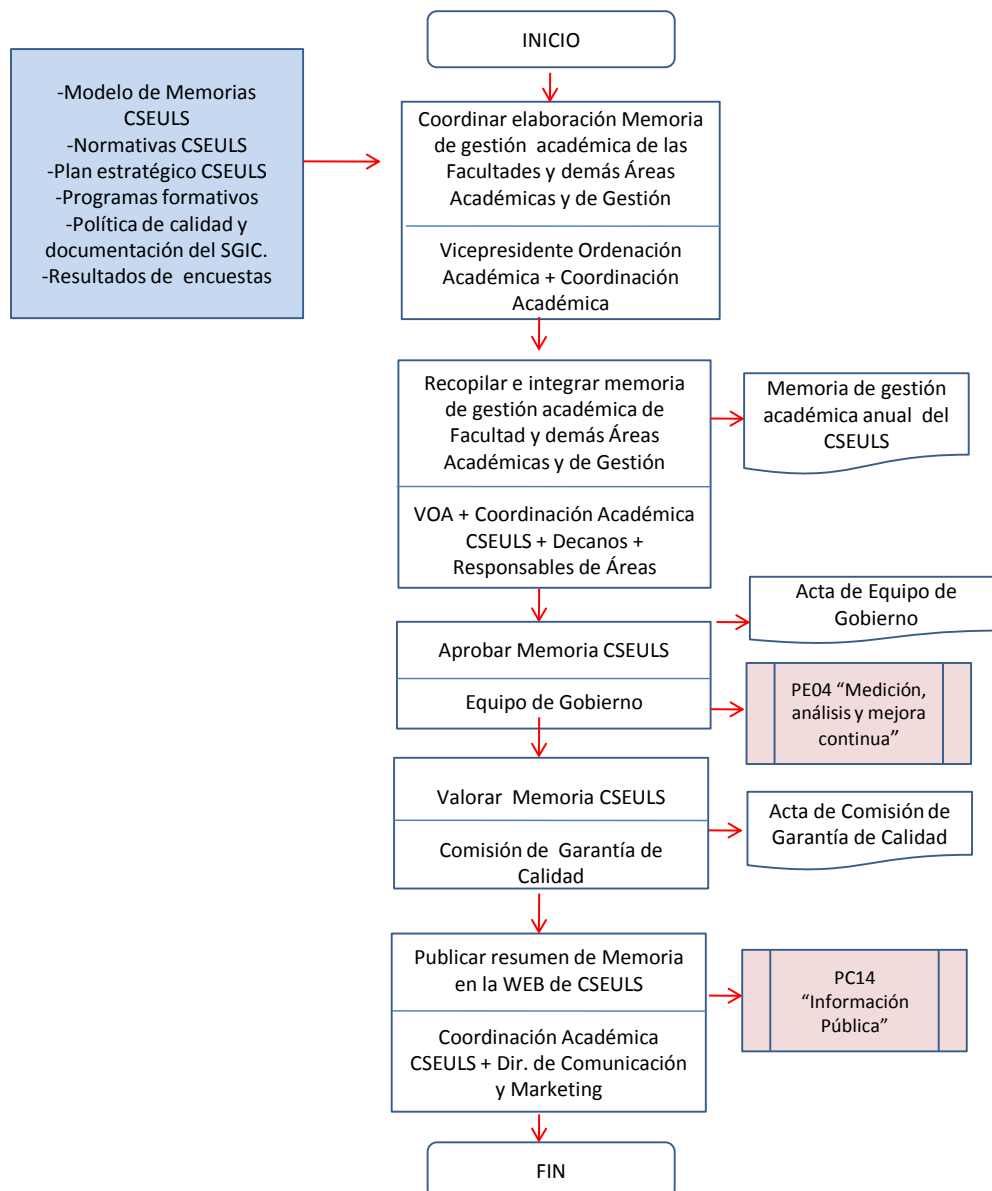 INICIO
-Modelo de Memorias
CSEULS
-Normativas CSEULS
-Plan estratégico CSEULS
-Programas formativos
-Política de calidad y
documentación del SGIC.
-Resultados de encuestas
Coordinar elaboración Memoria
de gestión académica de las
Facultades y demás Áreas
Académicas y de Gestión
Vicepresidente Ordenación
Académica + Coordinación
Académica
Recopilar e integrar memoria
de gestión académica de
Facultad y demás Áreas
Académicas y de Gestión
VOA + Coordinación Académica
CSEULS + Decanos +
Responsables de Áreas
Memoria de gestión
académica anual del
CSEULS
Aprobar Memoria CSEULS
Equipo de Gobierno
Acta de Equipo de
Gobierno
PE04 “Medición,
análisis y mejora
continua”
Valorar Memoria CSEULS
Comisión de Garantía de
Calidad
Acta de Comisión de
Garantía de Calidad
Publicar resumen de Memoria
en la WEB de CSEULS
Coordinación Académica
CSEULS + Dir. de Comunicación
y Marketing
PC14
“Información
Pública”
FIN